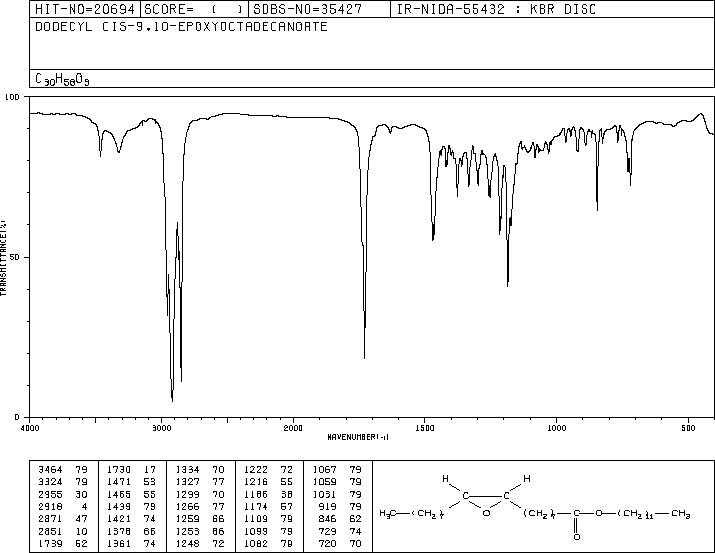 HIT-NO=20694 SCORE= ( ) SDBS-NO=35427 IR-NIDA-55432 : KBR DISC
DODECYL CIS-9,10-EPOXYOCTADECANOATE
C30H58O3
100
50
0
TRANSMITTANCE(%)
4000 3000 2000 1500 1000 500
WAVENUMBER(-1)
3464 79 1730 17 1334 70 1222 72 1067 79
3324 79 1471 53 1327 77 1216 55 1059 79
2955 30 1465 55 1299 70 1186 38 1031 79
2918 4 1439 79 1266 77 1174 57 919 79
2871 47 1421 74 1259 66 1109 79 846 62
2851 10 1378 66 1253 66 1099 79 729 74
1739 62 1361 74 1248 72 1082 79 720 70
H H
C C O
H3C (CH2)7 O (CH2)7 C O (CH2)11 CH3
O